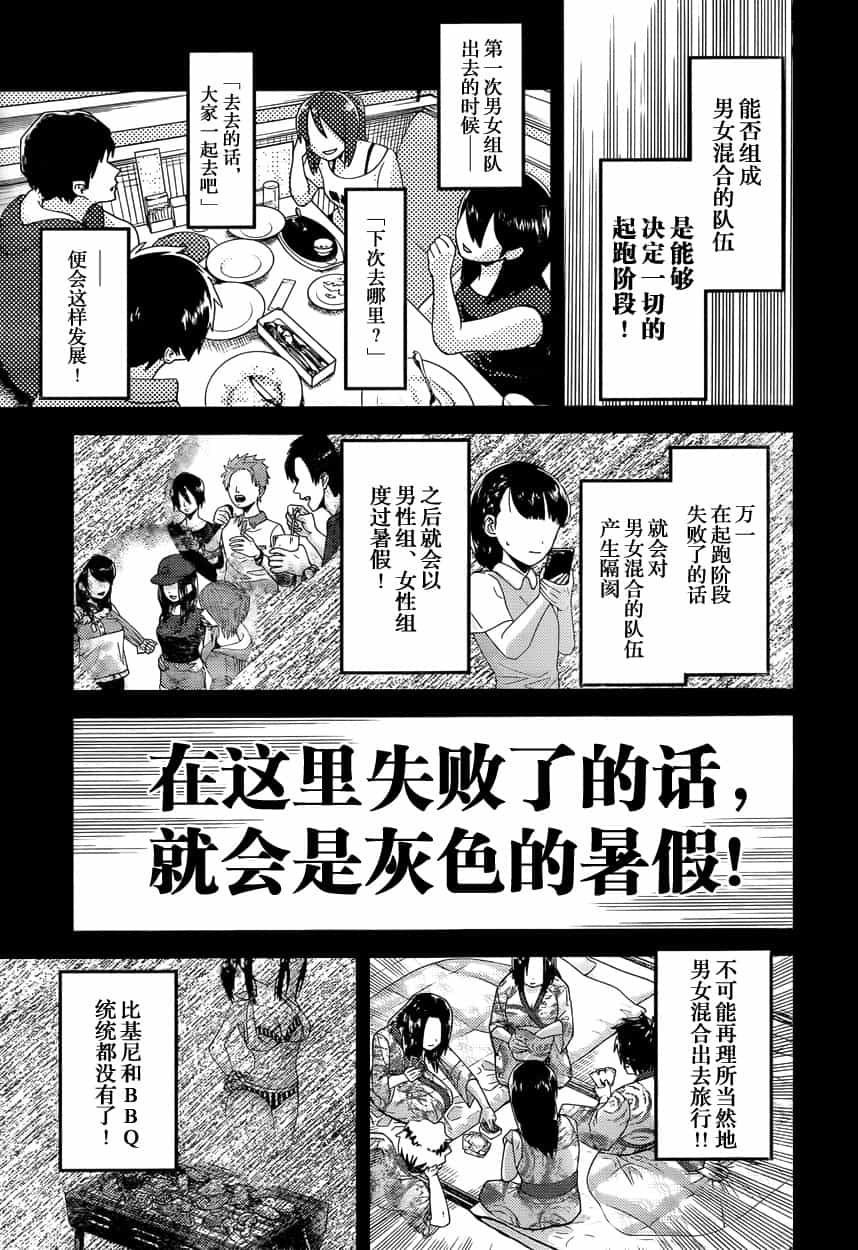 能否组成
男女混合的队伍
是能够
决定一切的
起跑阶段！
第一次男女组队
出去的时候——
「下次去哪里？」
「去去的话，
大家一起去吧」
——
便会这样发展！
万一
在起跑阶段
失败了的话
就会对
男女混合的队伍
产生隔阂
之后就会以
男性组、女性组
度过暑假！
在这里失败了的话，
就会是灰色的暑假！
不可能再理所当然地
男女混合出去旅行!!
比基尼和BBQ
统统都没有了！